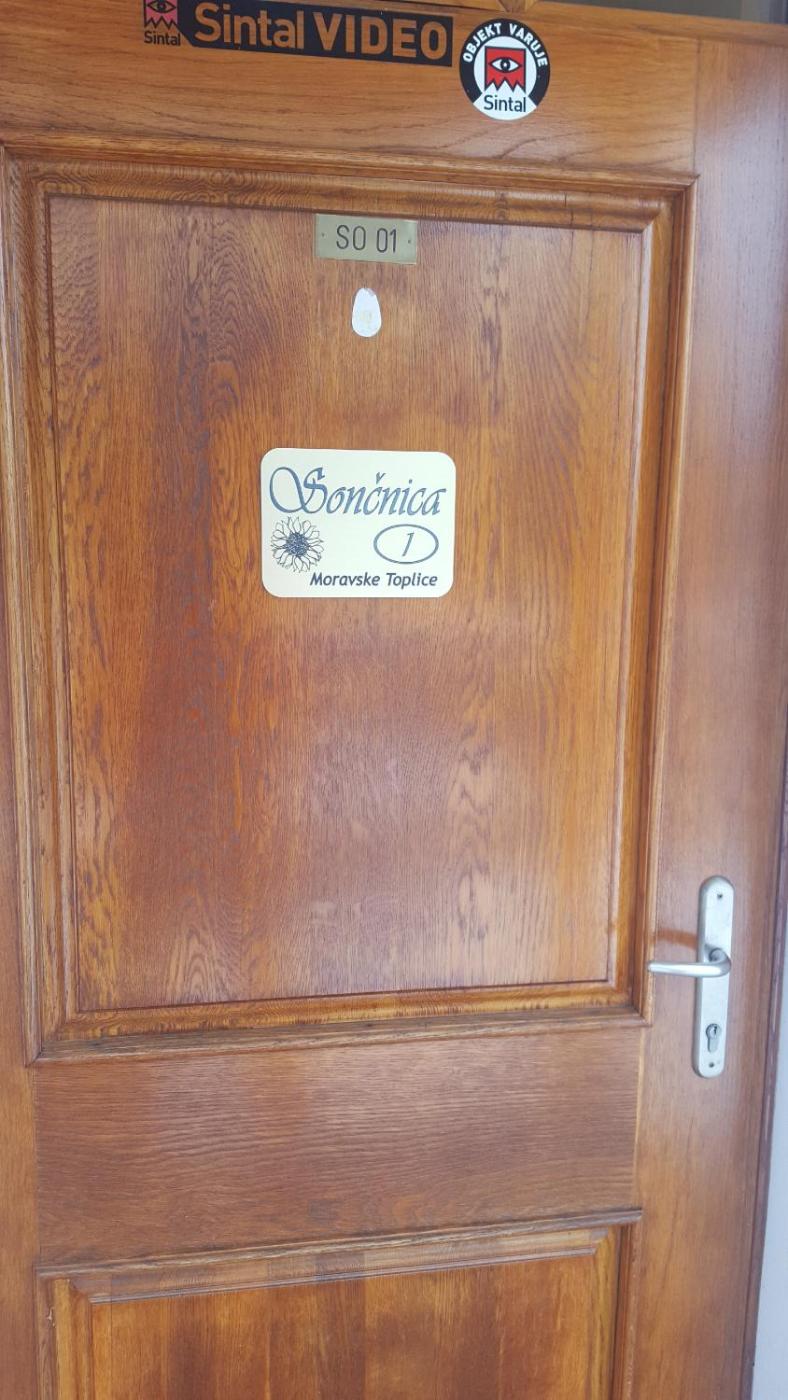 Sintal
Sintal VIDEO
OBJEKT VARUJE
Sintal
SO 01
Sončnica
1
Moravske Toplice